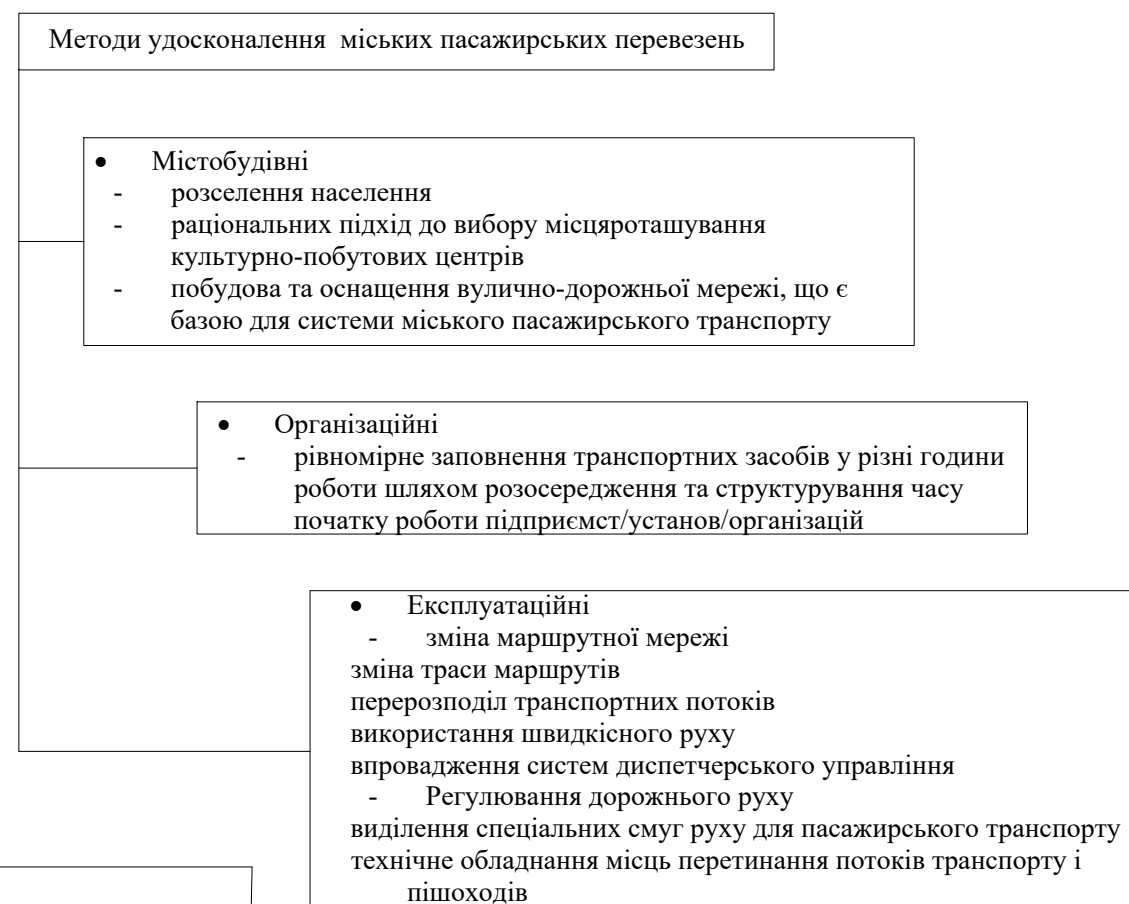 Методи удосконалення міських пасажирських перевезень
• Містобудівні
- розселення населення
- раціональних підхід до вибору місцяроташування
культурно-побутових центрів
- побудова та оснащення вулично-дорожньої мережі, що є
базою для системи міського пасажирського транспорту
• Організаційні
- рівномірне заповнення транспортних засобів у різні години
роботи шляхом розосередження та структурування часу
початку роботи підприємст/установ/організацій
• Експлуатаційні
- зміна маршрутної мережі
зміна траси маршрутів
перерозподіл транспортних потоків
використання швидкісного руху
впровадження систем диспетчерського управління
- Регулювання дорожнього руху
виділення спеціальних смуг руху для пасажирського транспорту
технічне обладнання місць перетинання потоків транспорту і
пішоходів